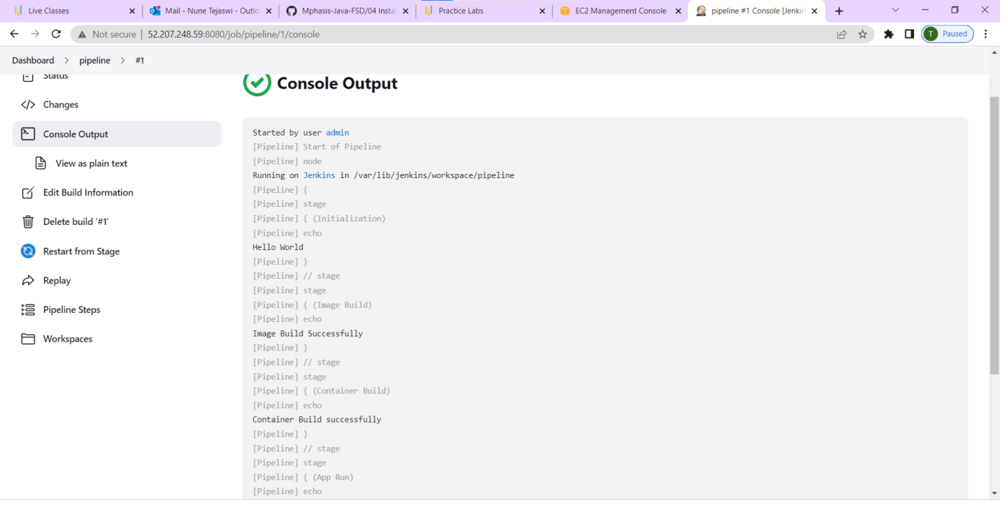 Live Classes
Mail - Nune Tejaswi - Outlo
Mphasis-Java-FSD/04 Instal
Practice Labs
EC2 Management Console
pipeline #1 Console [Jenkin
Not secure | 52.207.248.59:8080/job/pipeline/1/console
T Paused
Dashboard > pipeline > #1
Status
Changes
Console Output
View as plain text
Edit Build Information
Delete build ‘#1’
Restart from Stage
Replay
Pipeline Steps
Workspaces
Console Output
Started by user admin
[Pipeline] Start of Pipeline
[Pipeline] node
Running on Jenkins in /var/lib/jenkins/workspace/pipeline
[Pipeline] {
[Pipeline] stage
[Pipeline] { (Initialization)
[Pipeline] echo
Hello World
[Pipeline] }
[Pipeline] // stage
[Pipeline] stage
[Pipeline] { (Image Build)
[Pipeline] echo
Image Build Successfully
[Pipeline] }
[Pipeline] // stage
[Pipeline] stage
[Pipeline] { (Container Build)
[Pipeline] echo
Container Build successfully
[Pipeline] }
[Pipeline] // stage
[Pipeline] stage
[Pipeline] { (App Run)
[Pipeline] echo